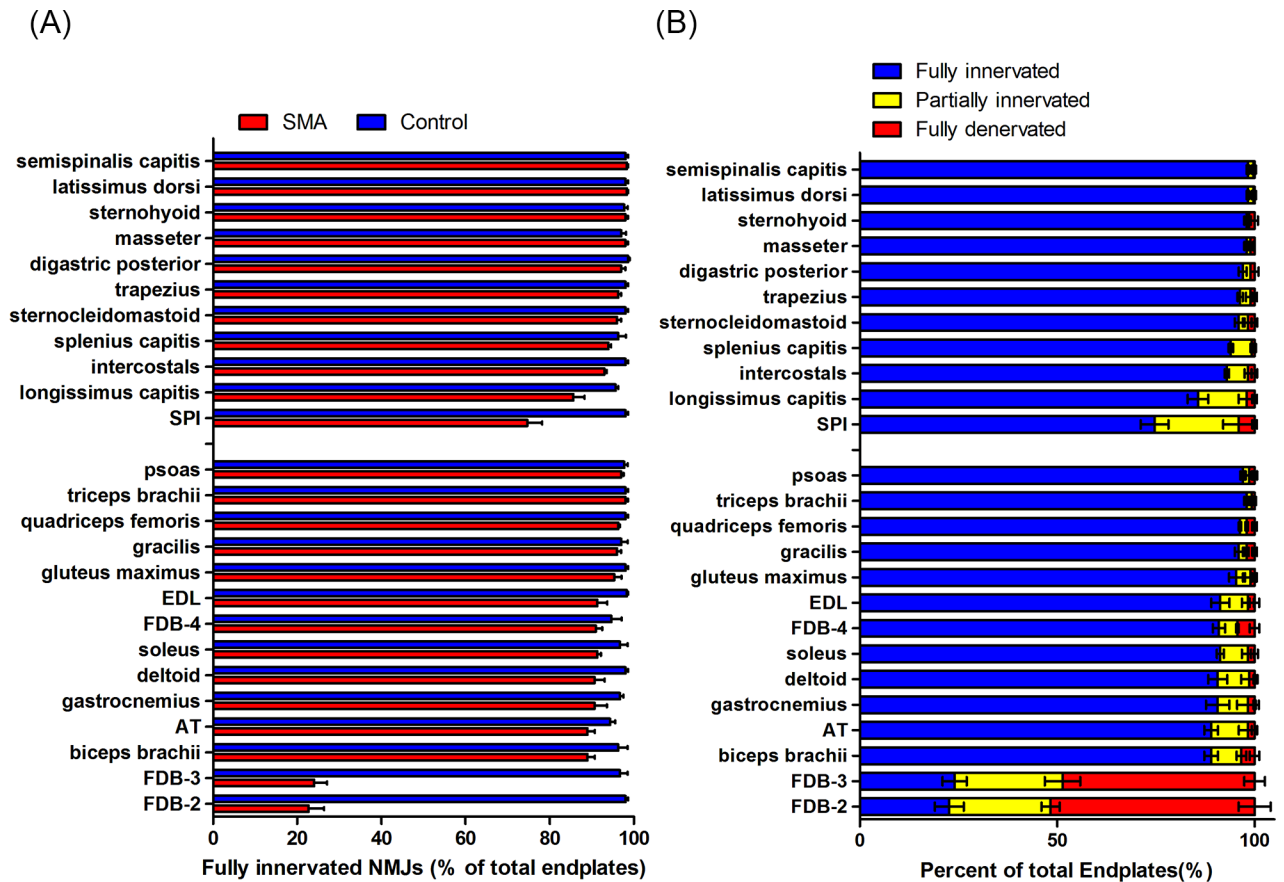 (A)
SMA Control
semispinalis capitis
latissimus dorsi
sternohyoid
masseter
digastric posterior
trapezius
sternocleidomastoid
splenius capitis
intercostals
longissimus capitis
SPI
psoas
triceps brachii
quadriceps femoris
gracilis
gluteus maximus
EDL
FDB-4
soleus
deltoid
gastrocnemius
AT
biceps brachii
FDB-3
FDB-2
0 20 40 60 80 100
Fully innervated NMJs (% of total endplates)
(B)
Fully innervated
Partially innervated
Fully denervated
semispinalis capitis
latissimus dorsi
sternohyoid
masseter
digastric posterior
trapezius
sternocleidomastoid
splenius capitis
intercostals
longissimus capitis
SPI
psoas
triceps brachii
quadriceps femoris
gracilis
gluteus maximus
EDL
FDB-4
soleus
deltoid
gastrocnemius
AT
biceps brachii
FDB-3
FDB-2
0 50 100
Percent of total Endplates(%)